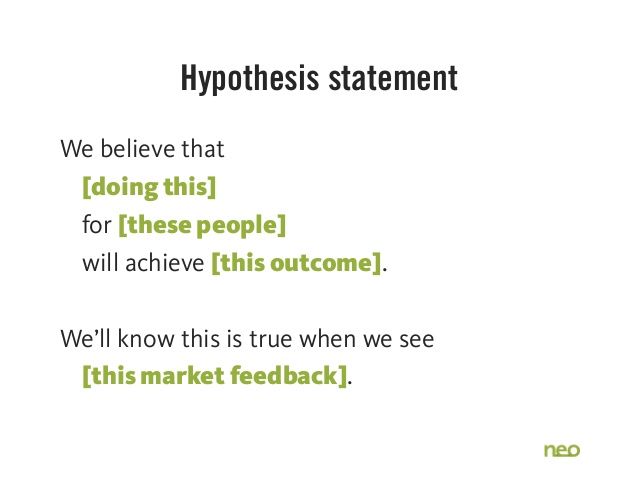 Hypothesis statement
We believe that
[doing this]
for [these people]
will achieve [this outcome].
We’ll know this is true when we see
[this market feedback].
neo